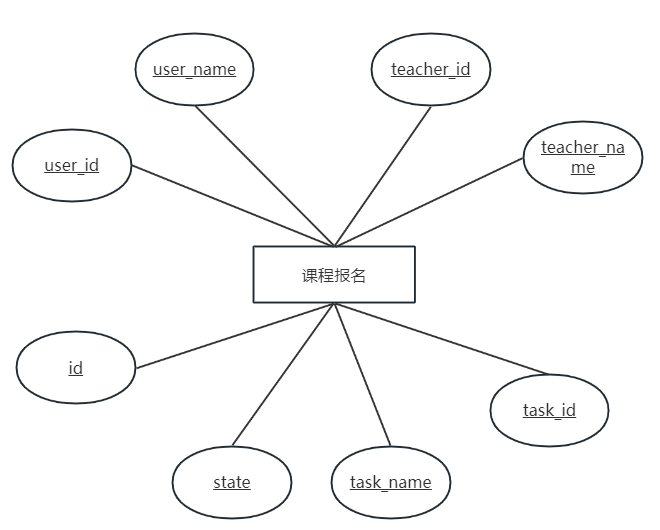 user_name
teacher_id
user_id
teacher_na
me
课程报名
id
task_id
state
task_name